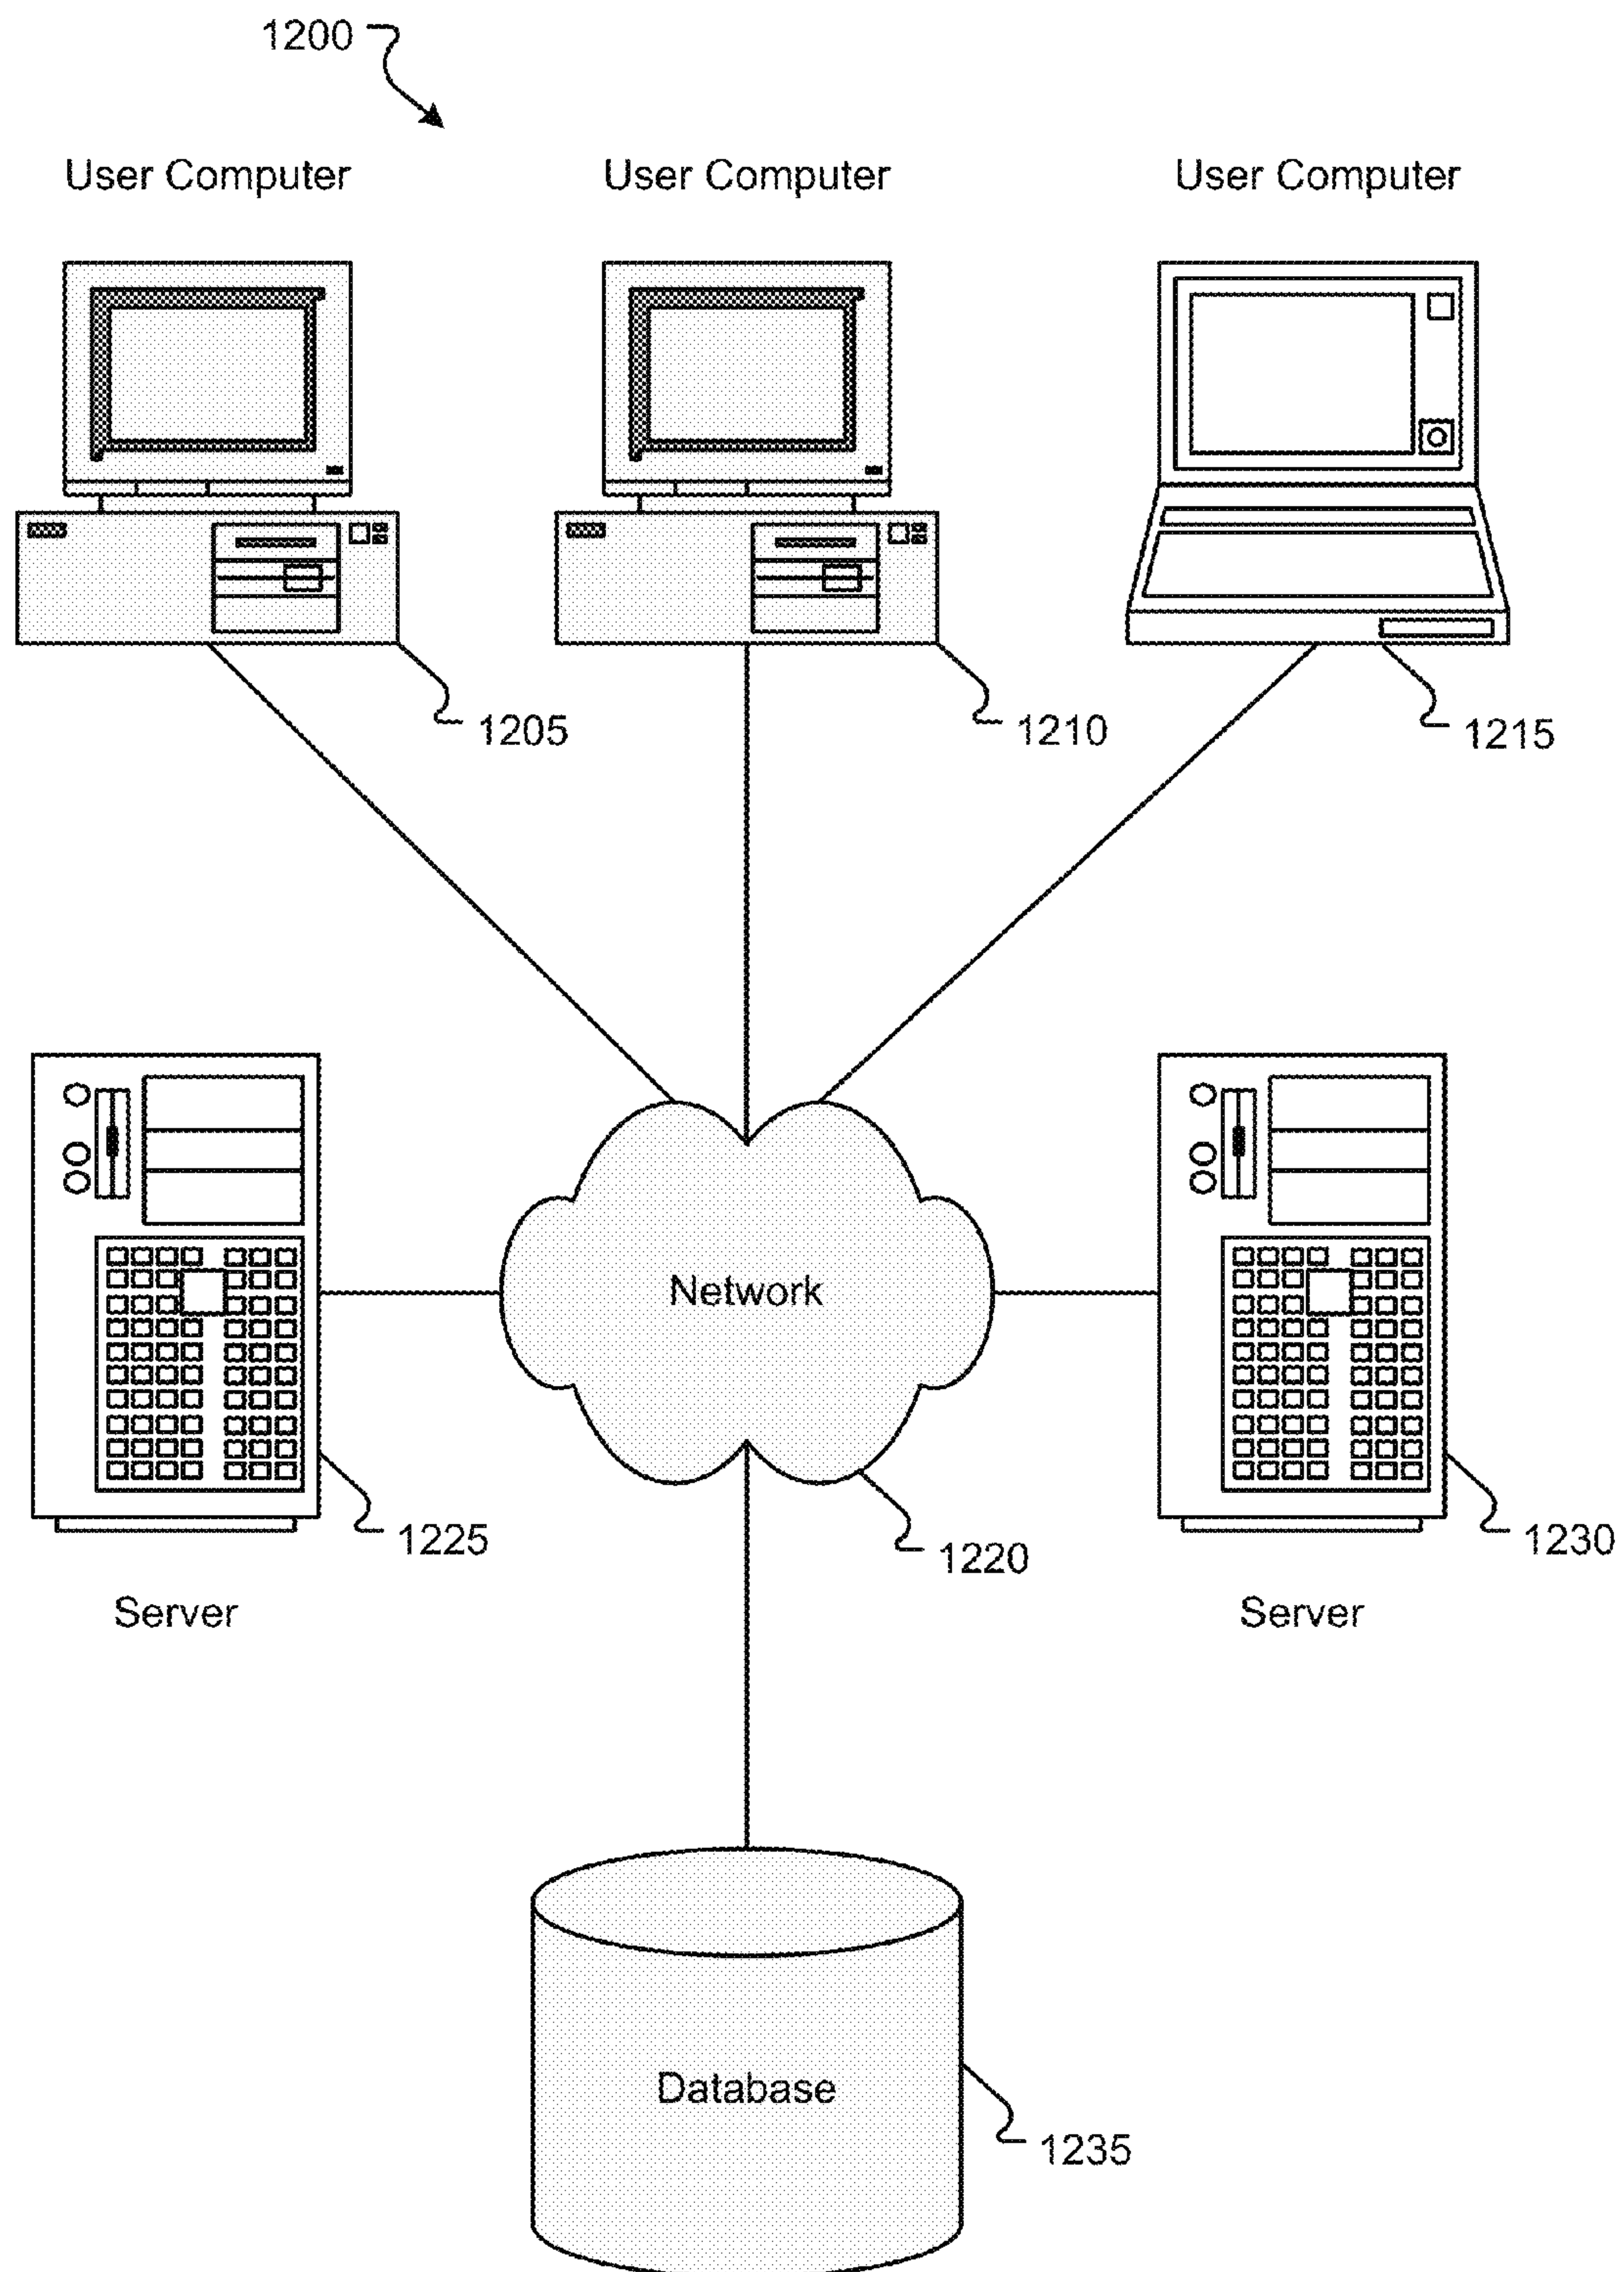 1200
User Computer
User Computer
User Computer
1205
1210
1215
Network
1225
1220
1230
Server
Server
Database
1235